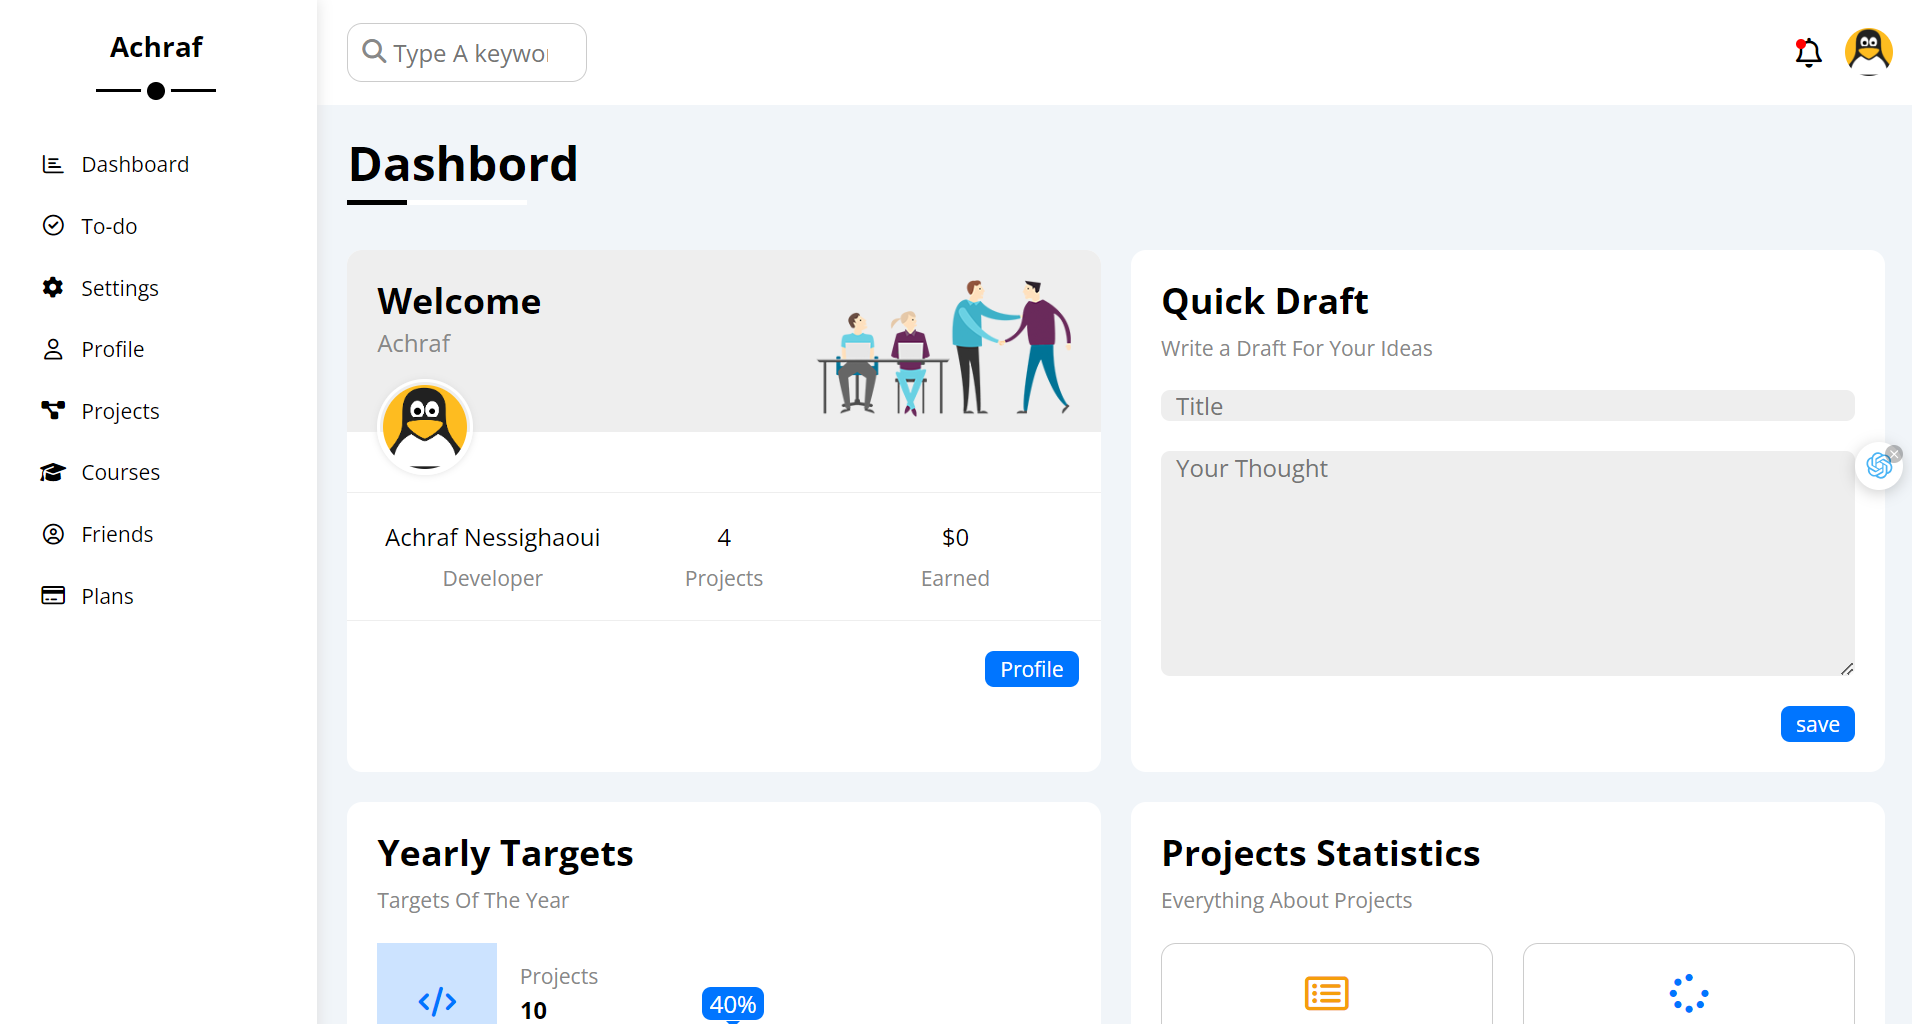 Achraf
Dashboard
To-do
Settings
Profile
Projects
Courses
Friends
Plans
Type A keywo
Dashbord
Welcome
Achraf
Achraf Nessighaoui
Developer
4
Projects
$0
Earned
Profile
Quick Draft
Write a Draft For Your Ideas
Title
Your Thought
save
Yearly Targets
Targets Of The Year
Projects
10
40%
Projects Statistics
Everything About Projects